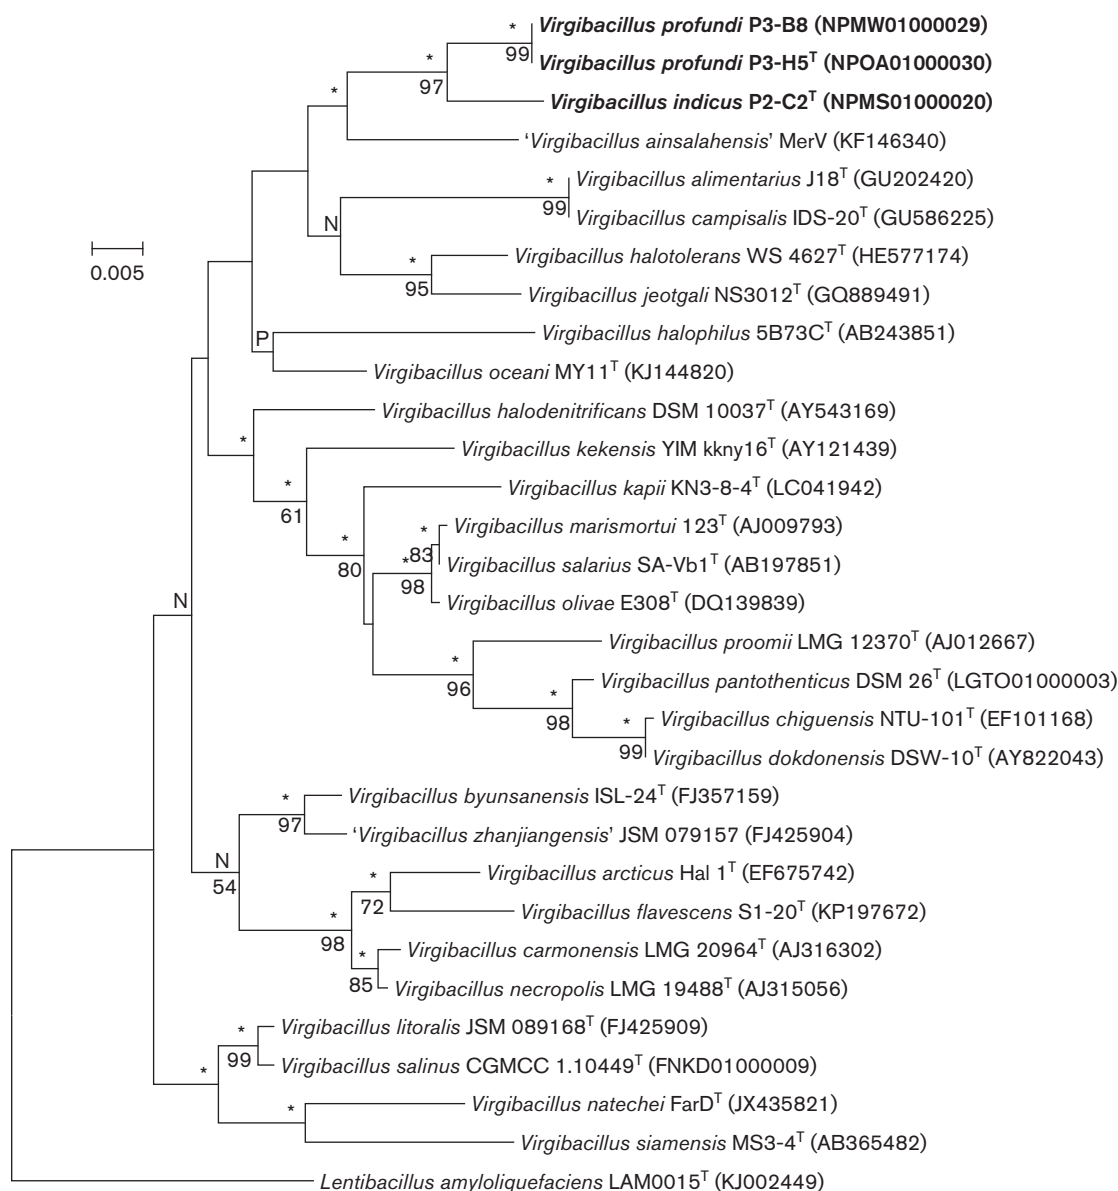 *
Virgibacillus profundi P3-B8 (NPMW01000029)
99
*
Virgibacillus profundi P3-H5ᵀ (NPOA01000030)
97
*
Virgibacillus indicus P2-C2ᵀ (NPMS01000020)
'Virgibacillus ainsalahensis' MerV (KF146340)
*
Virgibacillus alimentarius J18ᵀ (GU202420)
99
N
Virgibacillus campisalis IDS-20ᵀ (GU586225)
0.005
*
Virgibacillus halotolerans WS 4627ᵀ (HE577174)
95
Virgibacillus jeotgali NS3012ᵀ (GQ889491)
P
Virgibacillus halophilus 5B73Cᵀ (AB243851)
Virgibacillus oceani MY11ᵀ (KJ144820)
Virgibacillus halodenitrificans DSM 10037ᵀ (AY543169)
*
Virgibacillus kekensis YIM kkny16ᵀ (AY121439)
*
61
Virgibacillus kapii KN3-8-4ᵀ (LC041942)
*
Virgibacillus marismortui 123ᵀ (AJ009793)
*
80
*
83
Virgibacillus salarius SA-Vb1ᵀ (AB197851)
98
Virgibacillus olivae E308ᵀ (DQ139839)
N
Virgibacillus proomii LMG 12370ᵀ (AJ012667)
*
96
Virgibacillus pantothenticus DSM 26ᵀ (LGTO01000003)
*
98
*
Virgibacillus chiguensis NTU-101ᵀ (EF101168)
99
Virgibacillus dokdonensis DSW-10ᵀ (AY822043)
*
Virgibacillus byunsanensis ISL-24ᵀ (FJ357159)
97
'Virgibacillus zhanjiangensis' JSM 079157 (FJ425904)
N
54
*
Virgibacillus arcticus Hal 1ᵀ (EF675742)
72
Virgibacillus flavescens S1-20ᵀ (KP197672)
*
98
*
Virgibacillus carmonensis LMG 20964ᵀ (AJ316302)
85
Virgibacillus necropolis LMG 19488ᵀ (AJ315056)
*
Virgibacillus litoralis JSM 089168ᵀ (FJ425909)
99
Virgibacillus salinus CGMCC 1.10449ᵀ (FNKD01000009)
*
*
Virgibacillus natechei FarDᵀ (JX435821)
Virgibacillus siamensis MS3-4ᵀ (AB365482)
Lentibacillus amyloliquefaciens LAM0015ᵀ (KJ002449)